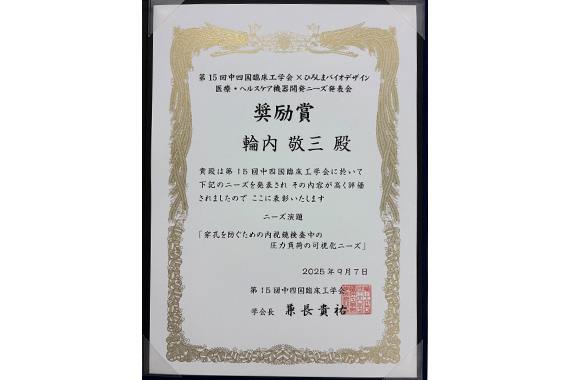 第15回中四国臨床工学会×ひろしまバイオデザイン
医療・ヘルスケア機器開発ニーズ発表会
奨励賞
輪内 敬三 殿
貴殿は第15回中四国臨床工学会に於いて
下記のニーズを発表され その内容が高く評価
されましたので ここに表彰いたします
ニーズ演題
「穿孔を防ぐための内視鏡検査中の
圧力負荷の可視化ニーズ」
2025年9月7日
第15回中四国臨床工学会
学会長 兼長貴祐